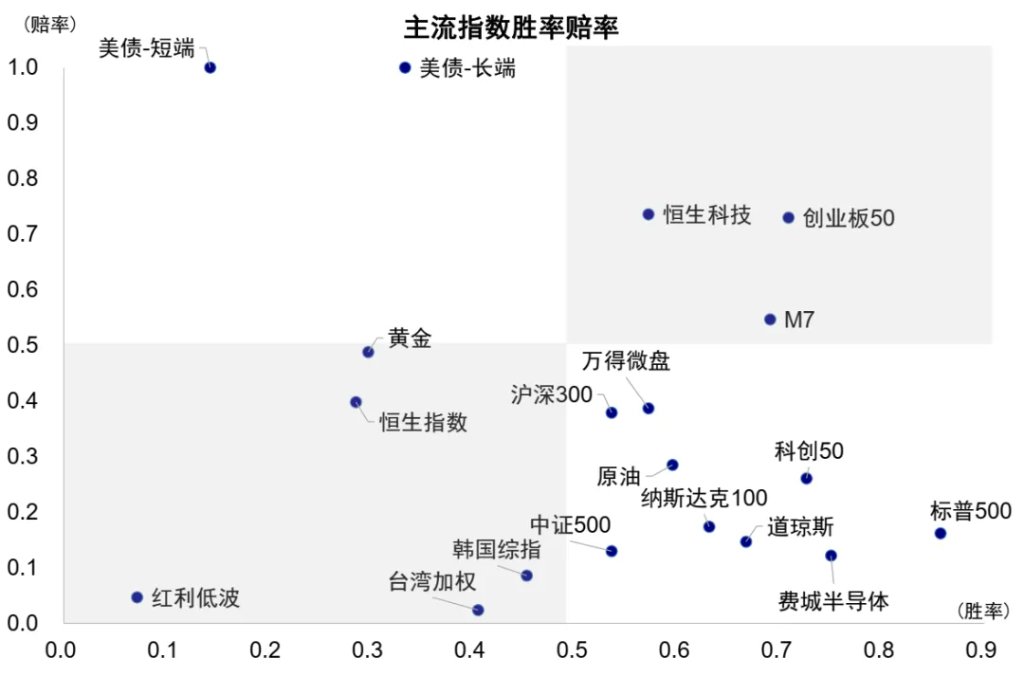 主流指数胜率赔率
（赔率）
美债-短端
美债-长端
1.0
0.9
0.8
0.7
0.6
0.5
0.4
0.3
0.2
0.1
0.0
恒生科技
创业板50
M7
黄金
万得微盘
沪深300
恒生指数
科创50
原油
纳斯达克100
标普500
中证500
道琼斯
韩国综指
台湾加权
红利低波
费城半导体
（胜率）
0.0 0.1 0.2 0.3 0.4 0.5 0.6 0.7 0.8 0.9